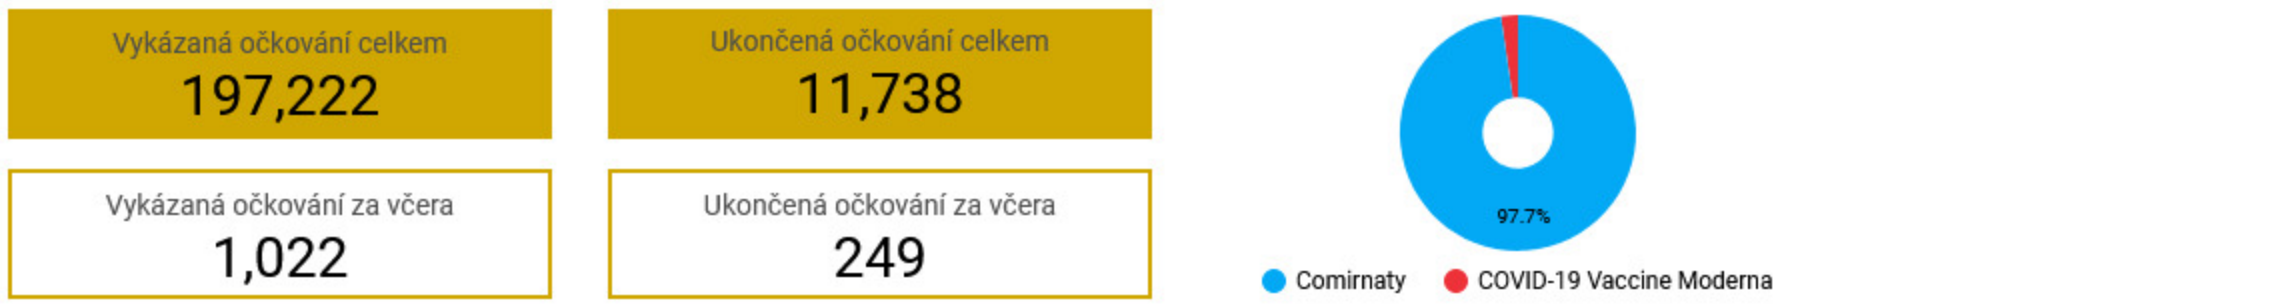 Vykázaná očkování celkem
197,222
Ukončená očkování celkem
11,738
Vykázaná očkování za včera
1,022
Ukončená očkování za včera
249
97.7%
Comirnaty
COVID-19 Vaccine Moderna